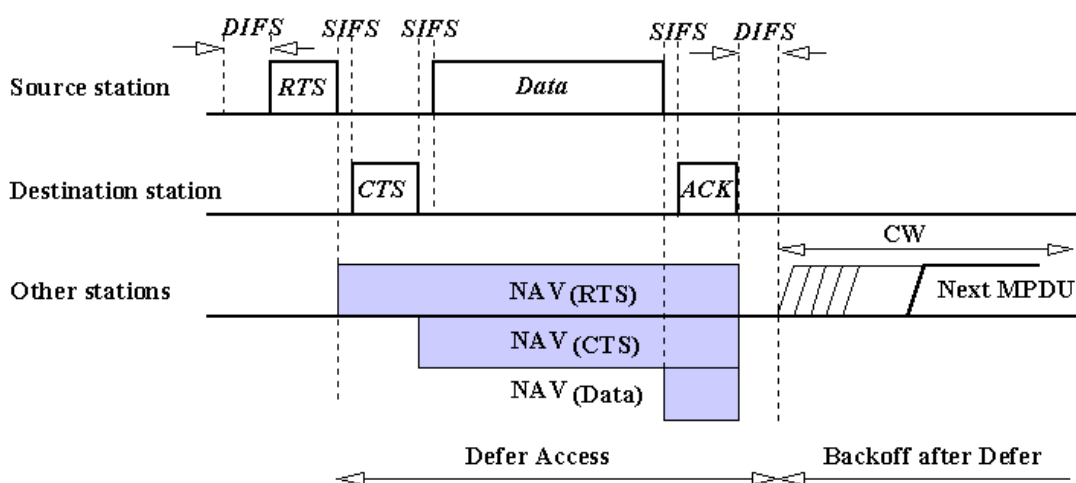 DIFS SIFS SIFS SIFS DIFS
Source station RTS Data
Destination station CTS ACK
CW
Other stations NAV (RTS) Next MPDU
NAV (CTS)
NAV (Data)
Defer Access Backoff after Defer